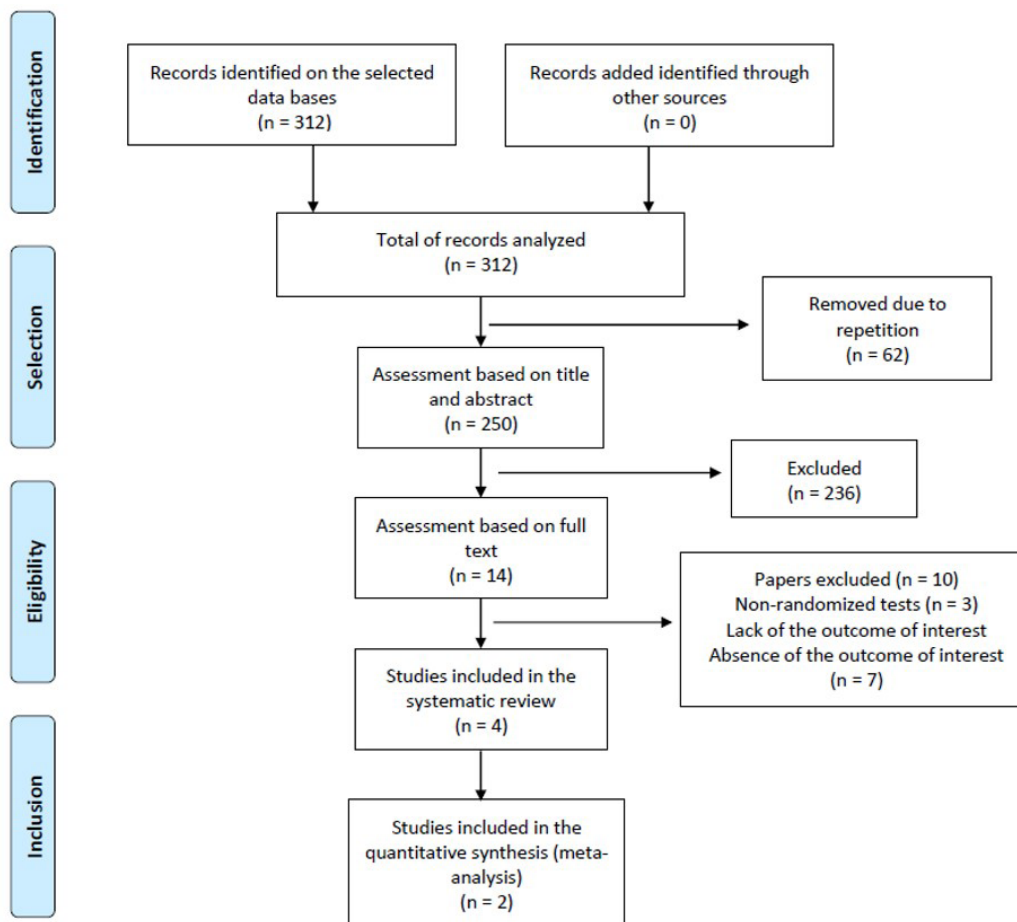 Identification
Records identified on the selected
data bases
(n = 312)
Records added identified through
other sources
(n = 0)
Total of records analyzed
(n = 312)
Selection
Removed due to
repetition
(n = 62)
Assessment based on title
and abstract
(n = 250)
Excluded
(n = 236)
Eligibility
Assessment based on full
text
(n = 14)
Papers excluded (n = 10)
Non-randomized tests (n = 3)
Lack of the outcome of interest
Absence of the outcome of interest
(n = 7)
Studies included in the
systematic review
(n = 4)
Inclusion
Studies included in the
quantitative synthesis (meta-
analysis)
(n = 2)